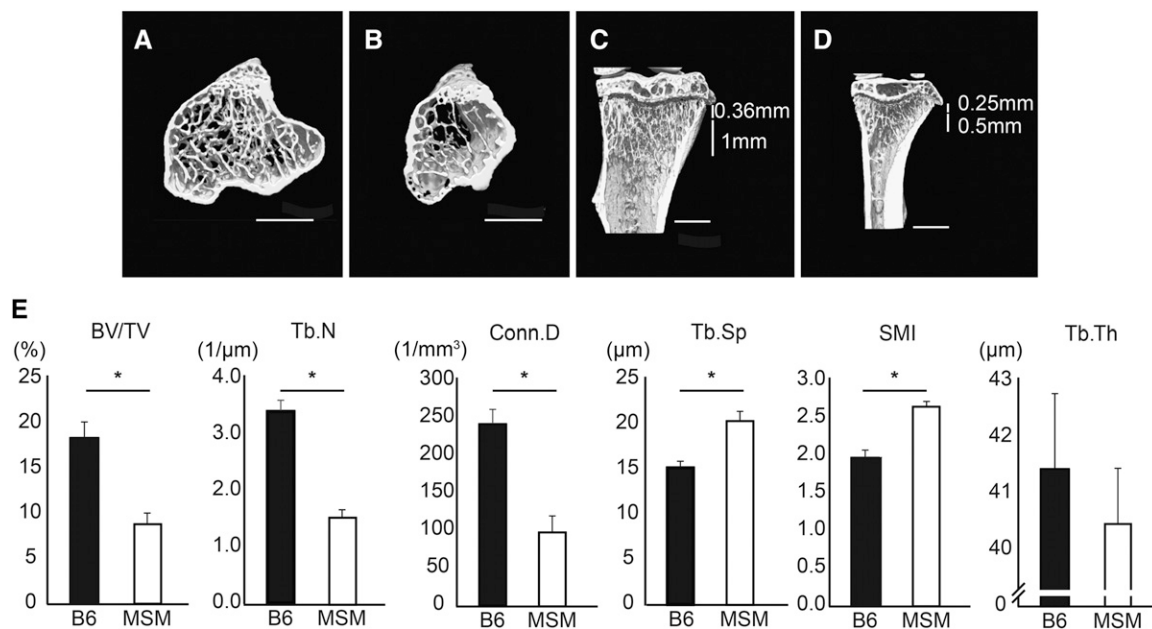 A
B
C
D
0.36mm
1mm
0.25mm
0.5mm
E
BV/TV
Tb.N
Conn.D
Tb.Sp
SMI
Tb.Th
(%)
(1/μm)
(1/mm³)
(μm)
(μm)
25
20
15
10
5
0
*
B6 MSM
4.0
3.0
2.0
1.0
0.0
*
B6 MSM
300
250
200
150
100
50
0
*
B6 MSM
25
20
15
10
5
0
*
B6 MSM
3.0
2.5
2.0
1.5
1.0
0.5
0.0
*
B6 MSM
43
42
41
40
0
B6 MSM